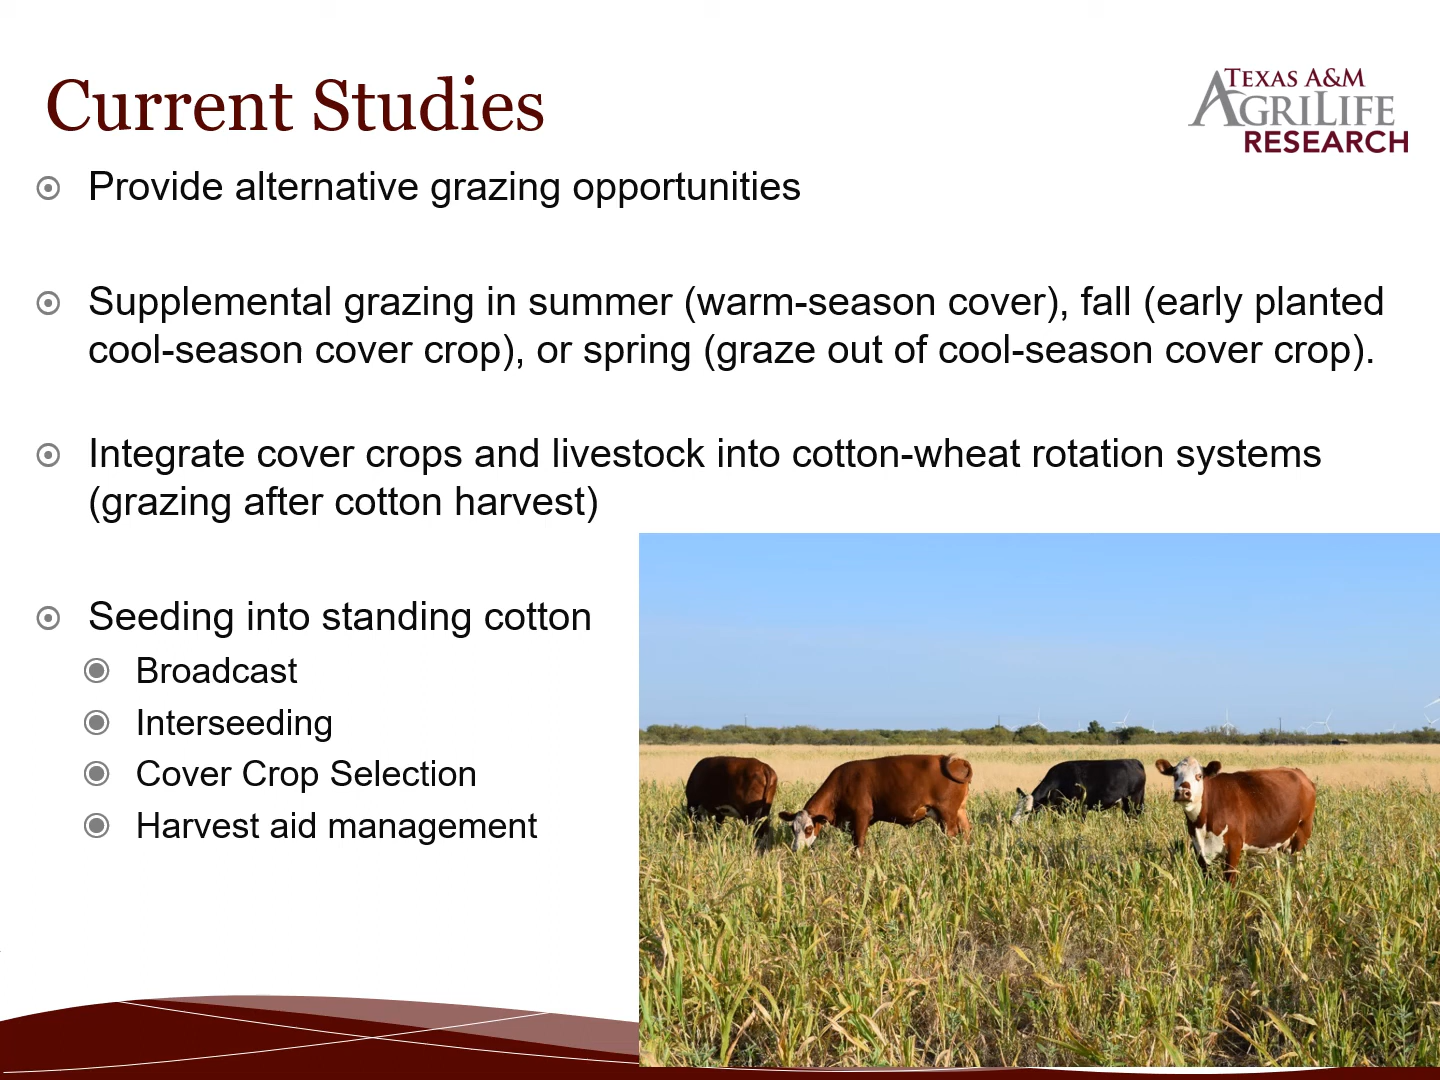 Current Studies
TEXAS A&M
AGRILIFE
RESEARCH
Provide alternative grazing opportunities
Supplemental grazing in summer (warm-season cover), fall (early planted
cool-season cover crop), or spring (graze out of cool-season cover crop).
Integrate cover crops and livestock into cotton-wheat rotation systems
(grazing after cotton harvest)
Seeding into standing cotton
Broadcast
Interseeding
Cover Crop Selection
Harvest aid management